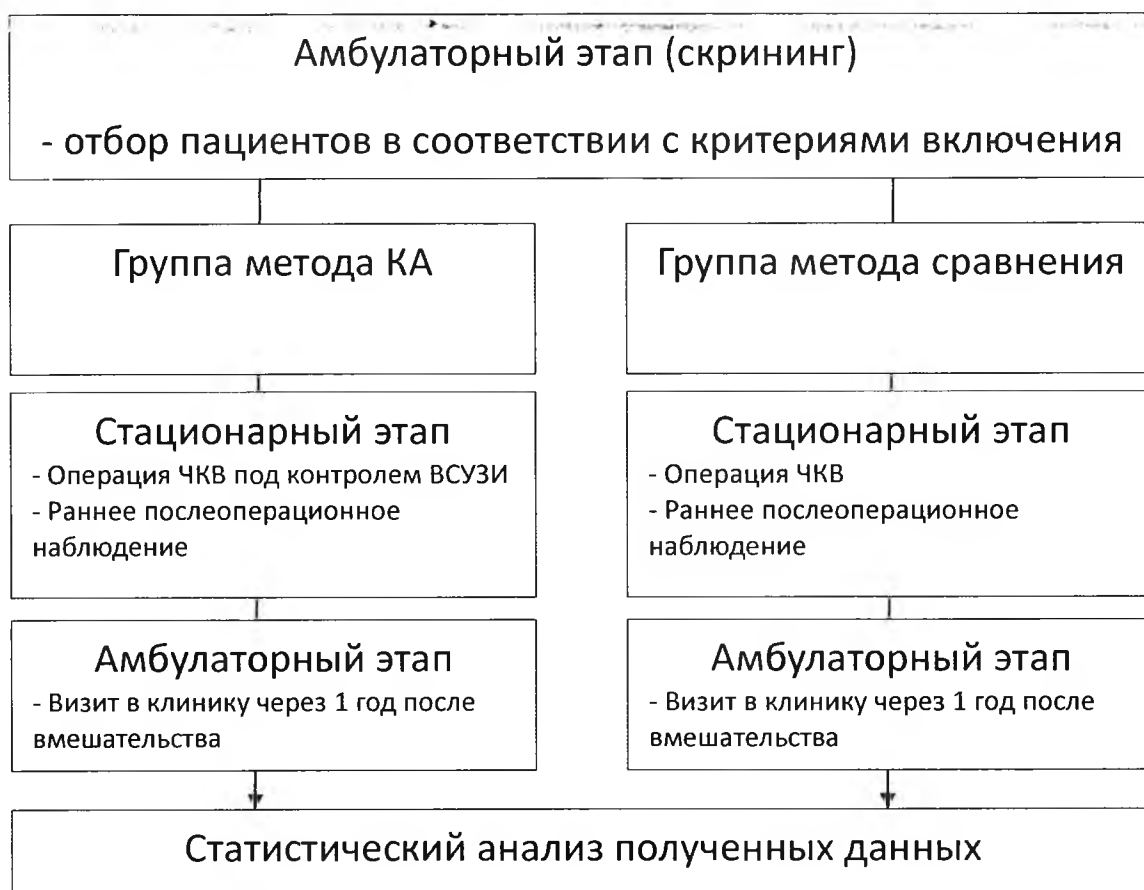 Амбулаторный этап (скрининг)
- отбор пациентов в соответствии с критериями включения
Группа метода КА
Группа метода сравнения
Стационарный этап
- Операция ЧКВ под контролем ВСУЗИ
- Раннее послеоперационное
наблюдение
Стационарный этап
- Операция ЧКВ
- Раннее послеоперационное
наблюдение
Амбулаторный этап
- Визит в клинику через 1 год после
вмешательства
Амбулаторный этап
- Визит в клинику через 1 год после
вмешательства
Статистический анализ полученных данных